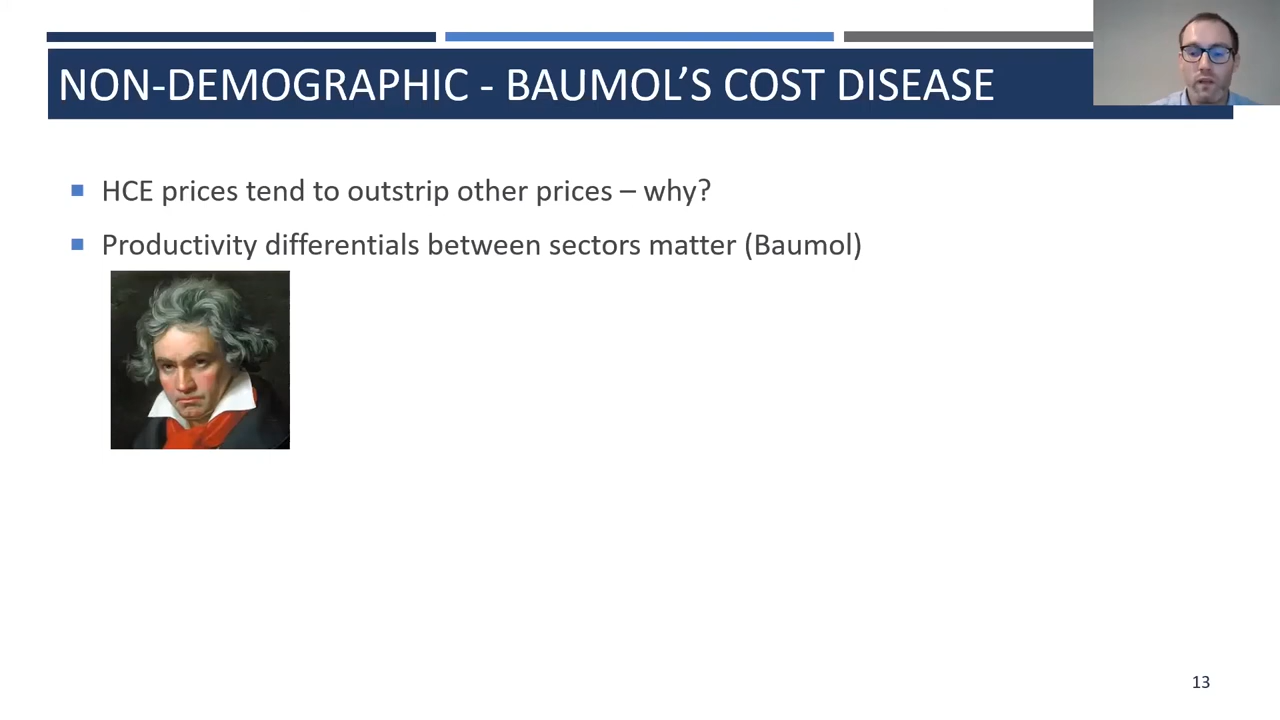 NON-DEMOGRAPHIC - BAUMOL’S COST DISEASE
HCE prices tend to outstrip other prices – why?
Productivity differentials between sectors matter (Baumol)
13